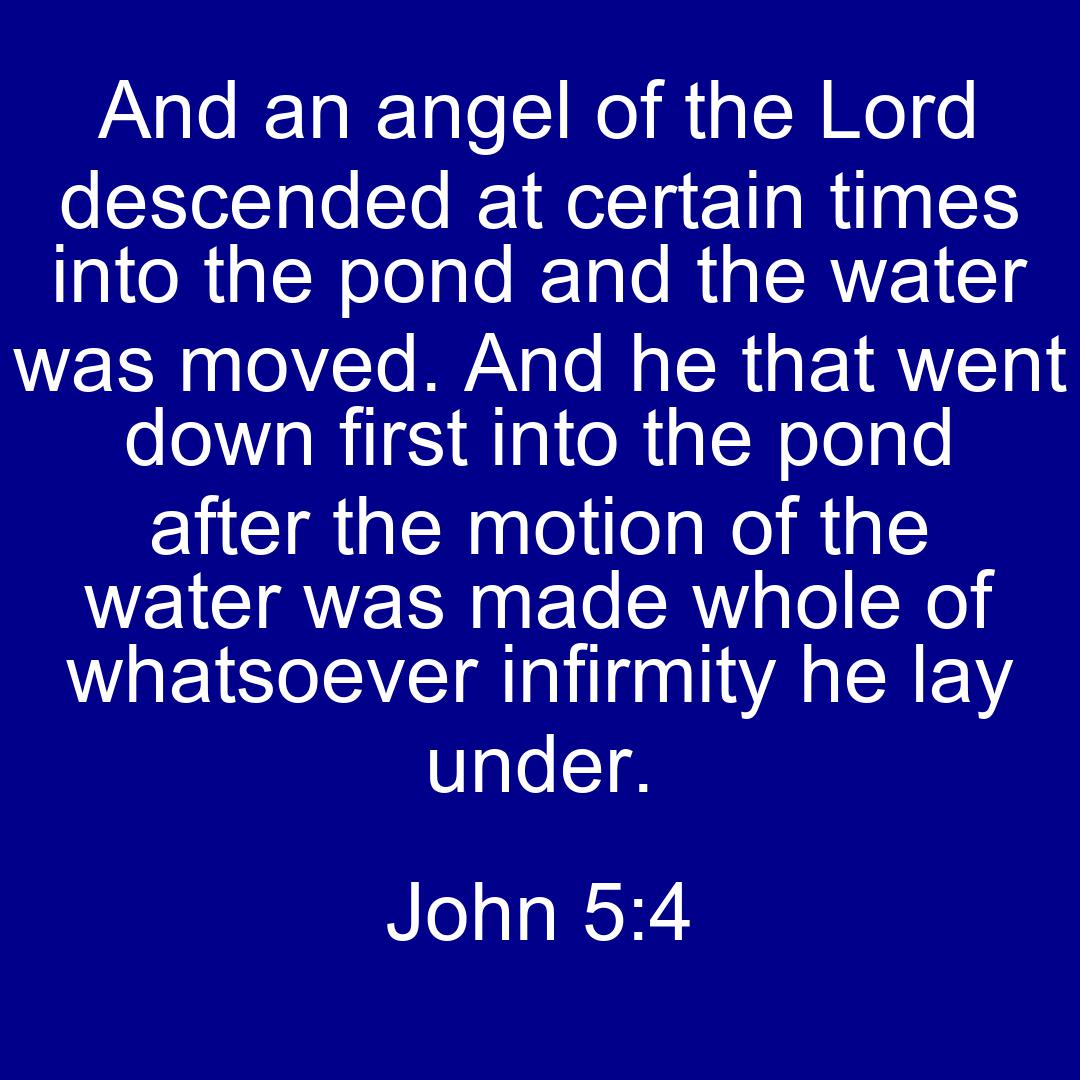 And an angel of the Lord
descended at certain times
into the pond and the water
was moved. And he that went
down first into the pond
after the motion of the
water was made whole of
whatsoever infirmity he lay
under.
John 5:4